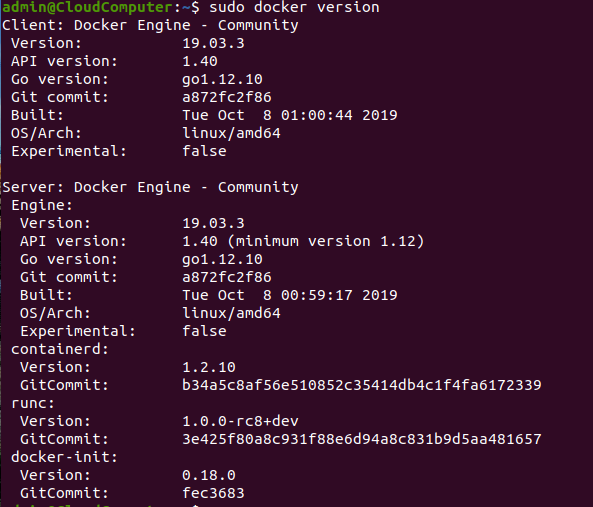 admin@CloudComputer:~$ sudo docker version
Client: Docker Engine - Community
 Version:           19.03.3
 API version:       1.40
 Go version:        go1.12.10
 Git commit:        a872fc2f86
 Built:             Tue Oct  8 01:00:44 2019
 OS/Arch:           linux/amd64
 Experimental:      false

Server: Docker Engine - Community
 Engine:
  Version:          19.03.3
  API version:      1.40 (minimum version 1.12)
  Go version:       go1.12.10
  Git commit:       a872fc2f86
  Built:            Tue Oct  8 00:59:17 2019
  OS/Arch:          linux/amd64
  Experimental:     false
 containerd:
  Version:          1.2.10
  GitCommit:        b34a5c8af56e510852c35414db4c1f4fa6172339
 runc:
  Version:          1.0.0-rc8+dev
  GitCommit:        3e425f80a8c931f88e6d94a8c831b9d5aa481657
 docker-init:
  Version:          0.18.0
  GitCommit:        fec3683